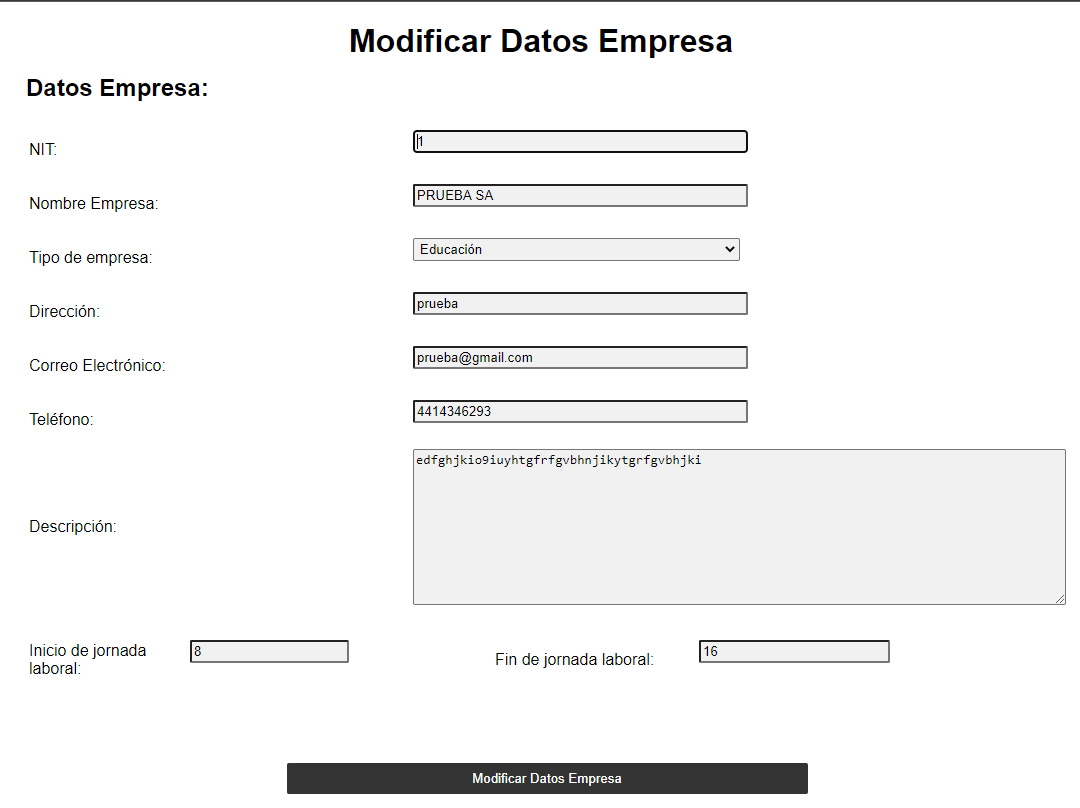 Modificar Datos Empresa
Datos Empresa:
NIT:
1
Nombre Empresa:
PRUEBA SA
Tipo de empresa:
Educación
Dirección:
prueba
Correo Electrónico:
prueba@gmail.com
Teléfono:
4414346293
Descripción:
edfghjkio9iuyhtgfrfgvbhnjikytgrfgvbhjki
Inicio de jornada
laboral:
8
Fin de jornada laboral:
16
Modificar Datos Empresa